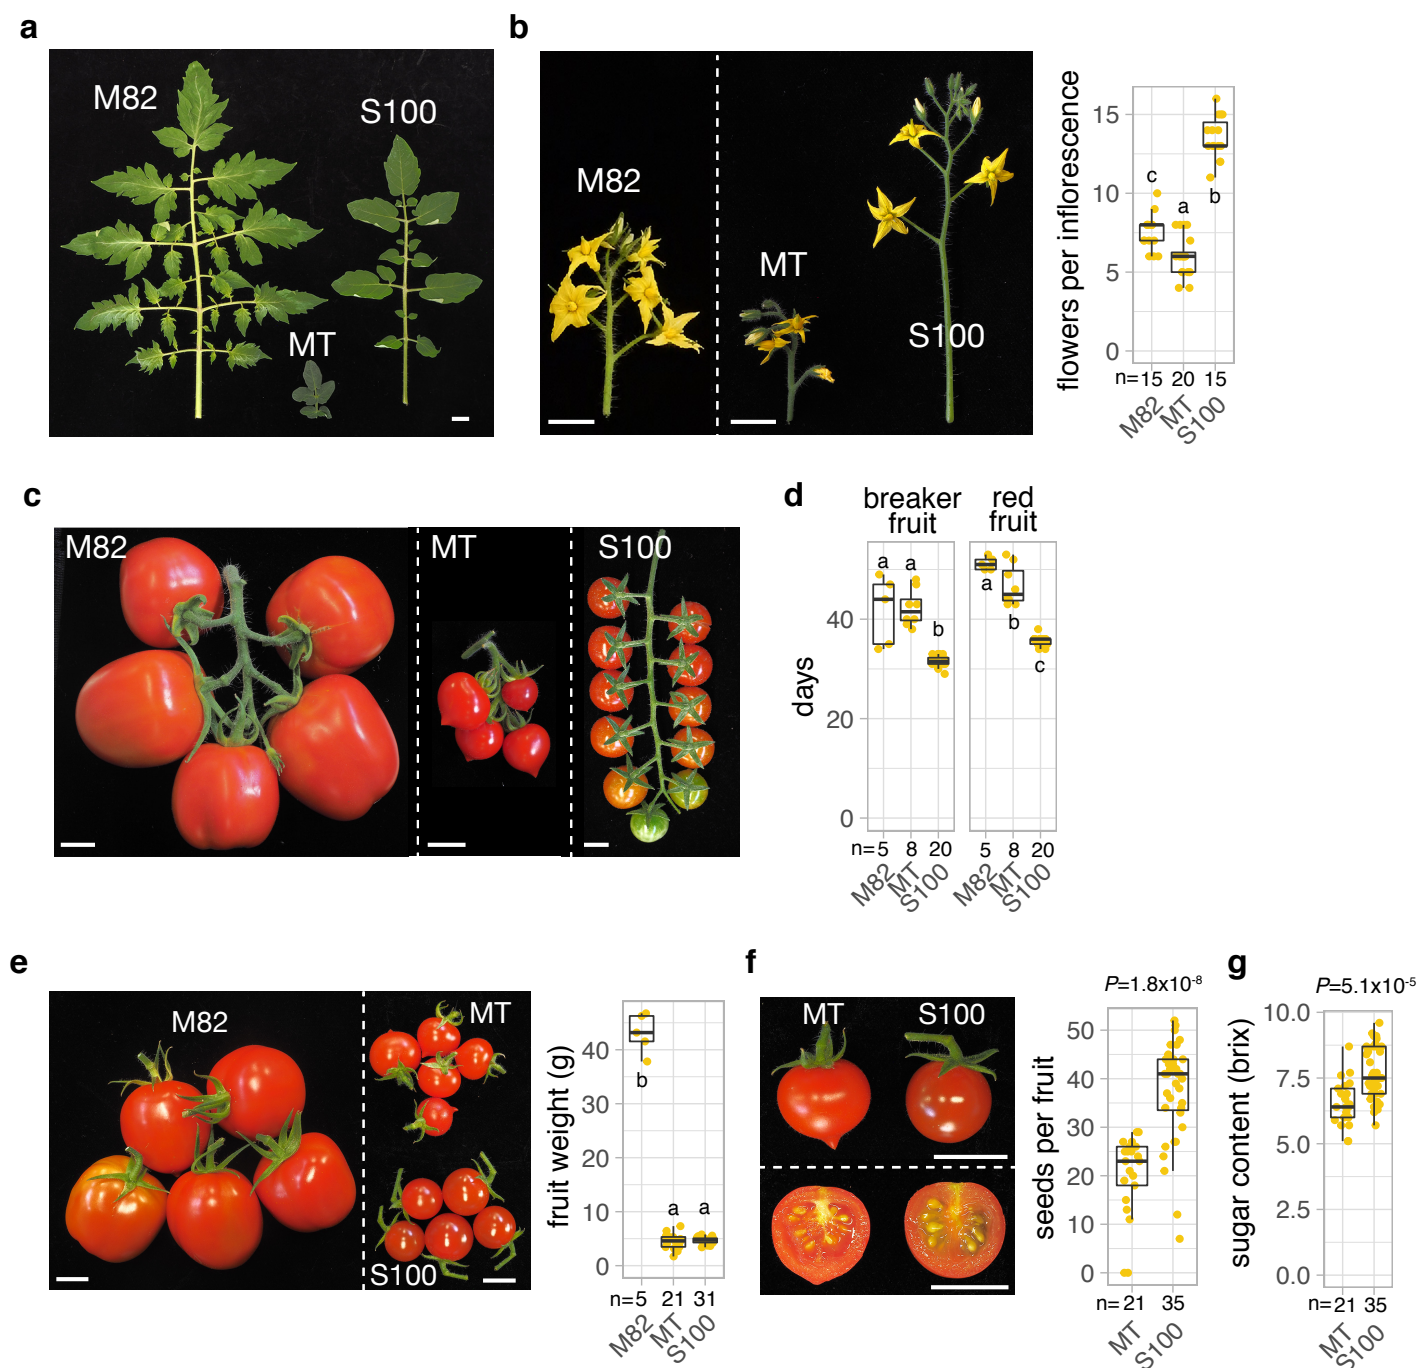 a
M82
S100
MT
b
M82
MT
S100
flowers per inflorescence
15
10
5
0
c
a
b
n=15 20 15
M82
MT
S100
c
M82
MT
S100
d
breaker
fruit
red
fruit
days
40
20
0
a
a
b
a
b
c
n=5 8 20
5 8 20
M82
MT
S100
M82
MT
S100
e
M82
MT
S100
fruit weight (g)
40
30
20
10
0
b
a
a
n=5 21 31
M82
MT
S100
f
MT
S100
P=1.8x10-8
seeds per fruit
50
40
30
20
10
0
n=21 35
MT
S100
g
P=5.1x10-5
sugar content (brix)
10.0
7.5
5.0
2.5
0.0
n=21 35
MT
S100